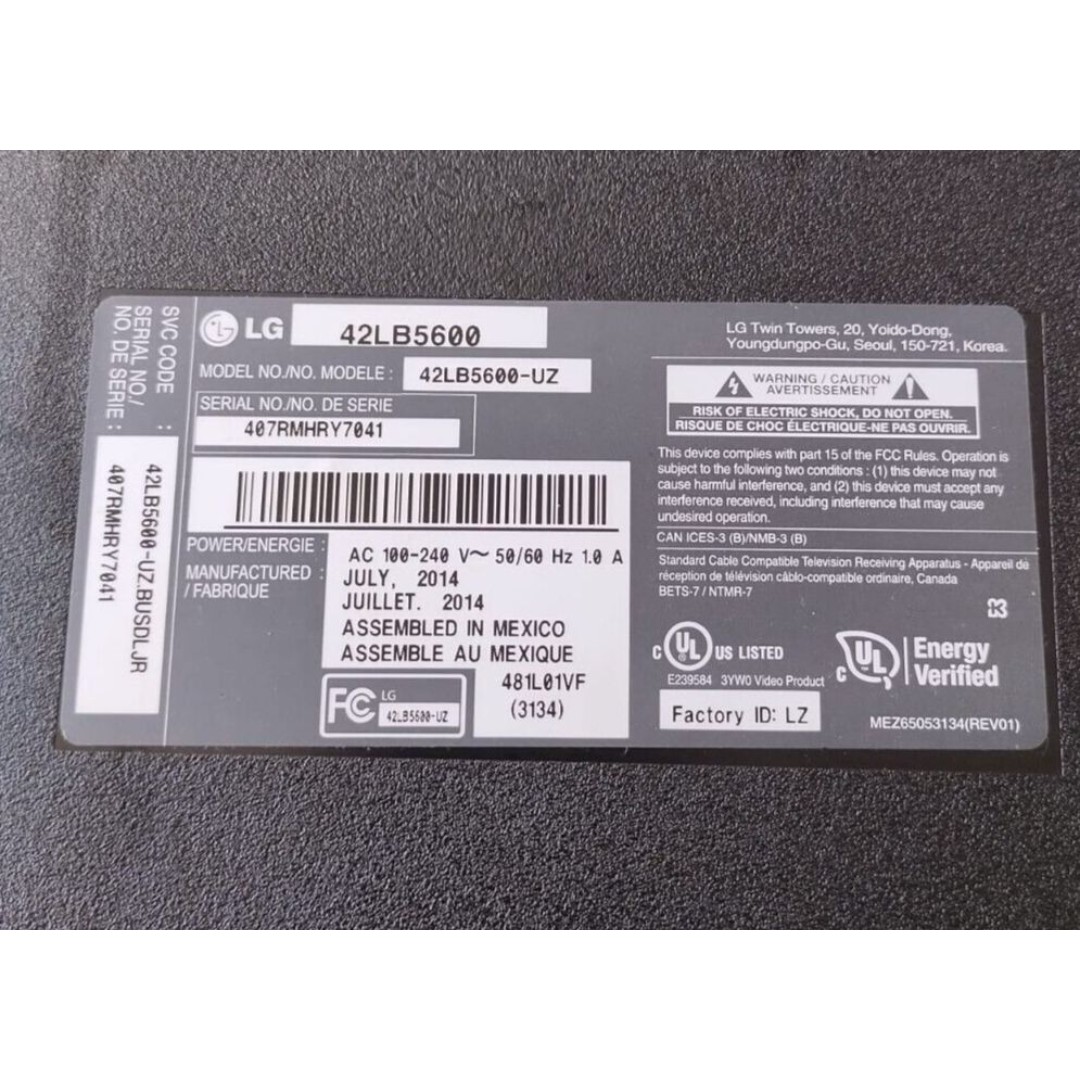 SVC CODE :
SERIAL NO./
NO. DE SERIE :
42LB5600-UZ.BUSDLJR
407RMHRY7041
LG
42LB5600
MODEL NO./NO. MODELE :
42LB5600-UZ
SERIAL NO./NO. DE SERIE
407RMHRY7041
POWER/ENERGIE :
AC 100-240 V~ 50/60 Hz 1.0 A
MANUFACTURED :
/ FABRIQUE
JULY, 2014
JUILLET. 2014
ASSEMBLED IN MEXICO
ASSEMBLE AU MEXIQUE
FC LG
42LB5600-UZ
481L01VF
(3134)
LG Twin Towers, 20, Yoido-Dong,
Youngdungpo-Gu, Seoul, 150-721, Korea.
WARNING / CAUTION
AVERTISSEMENT
RISK OF ELECTRIC SHOCK, DO NOT OPEN.
RISQUE DE CHOC ÉLECTRIQUE-NE PAS OUVRIR.
This device complies with part 15 of the FCC Rules. Operation is
subject to the following two conditions : (1) this device may not
cause harmful interference, and (2) this device must accept any
interference received, including interference that may cause
undesired operation.
CAN ICES-3 (B)/NMB-3 (B)
Standard Cable Compatible Television Receiving Apparatus - Appareil de
réception de télévision câblo-compatible ordinaire, Canada
BETS-7 / NTMR-7
C UL US LISTED
E239584 3YW0 Video Product
C UL Energy
Verified
Factory ID: LZ
MEZ65053134(REV01)